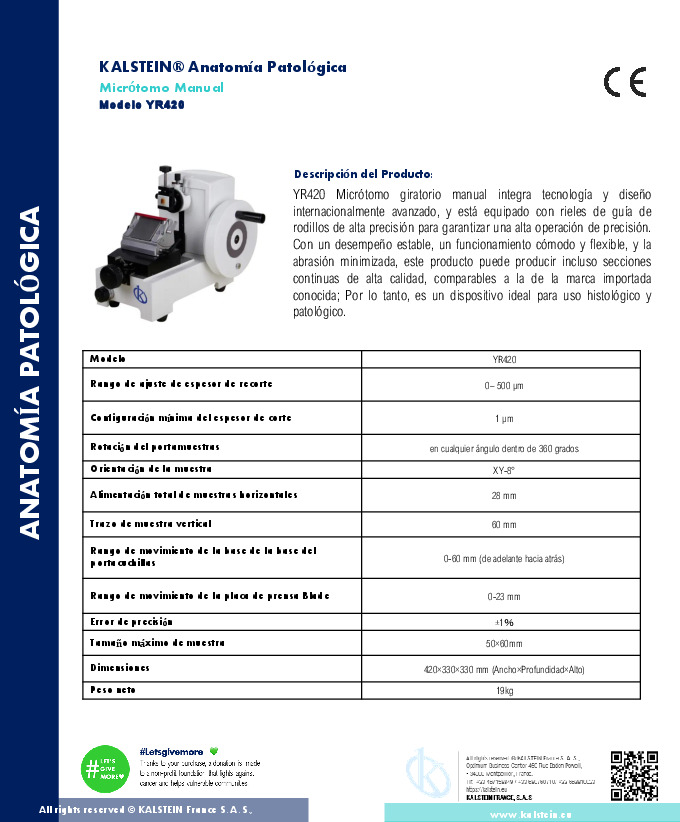 KALSTEIN® Anatomía Patológica
Micrótomo Manual
Modelo YR420
CE
ANATOMÍA PATOLÓGICA
Descripción del Producto:
YR420 Micrótomo giratorio manual integra tecnología y diseño
internacionalmente avanzado, y está equipado con rieles de guía de
rodillos de alta precisión para garantizar una alta operación de precisión.
Con un desempeño estable, un funcionamiento cómodo y flexible, y la
abrasión minimizada, este producto puede producir incluso secciones
continuas de alta calidad, comparables a la de la marca importada
conocida; Por lo tanto, es un dispositivo ideal para uso histológico y
patológico.
Modelo YR420
Rango de ajuste de espesor de recorte 0– 500 μm
Configuración mínima del espesor de corte 1 μm
Rotación del portamuestras en cualquier ángulo dentro de 360 grados
Orientación de la muestra XY-8°
Alimentación total de muestras horizontales 28 mm
Trazo de muestra vertical 60 mm
Rango de movimiento de la base de la base del
portacuchillas 0-60 mm (de adelante hacia atrás)
Rango de movimiento de la placa de prensa Blade 0-23 mm
Error de precisión ±1%
Tamaño máximo de muestra 50×60mm
Dimensiones 420×330×330 mm (Ancho×Profundidad×Alto)
Peso neto 19kg
#LET'S
GIVE
MORE
#Letsgivemore
Thanks to your purchase, a donation is made
to a non-profit foundation that fights against
cancer and helps vulnerable communities
All rights reserved © KALSTEIN France S. A. S.,
https://kalstein.eu
KALSTEIN FRANCE, S.A.S
All rights reserved © KALSTEIN France S. A. S.,
www.kalstein.eu